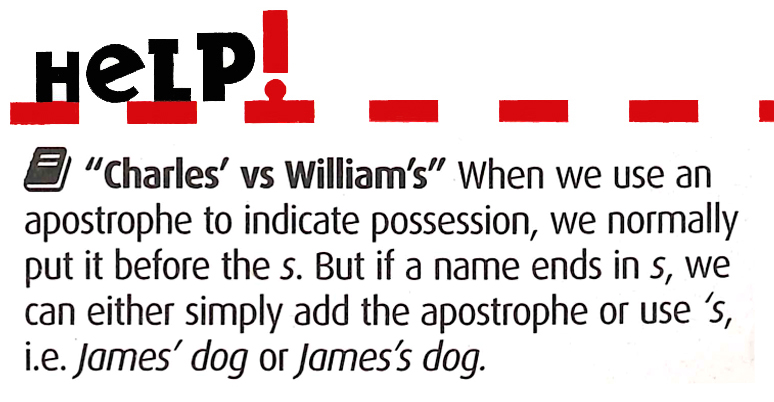 HeLP!
“Charles’ vs William’s” When we use an
apostrophe to indicate possession, we normally
put it before the s. But if a name ends in s, we
can either simply add the apostrophe or use ‘s,
i.e. James’ dog or James’s dog.